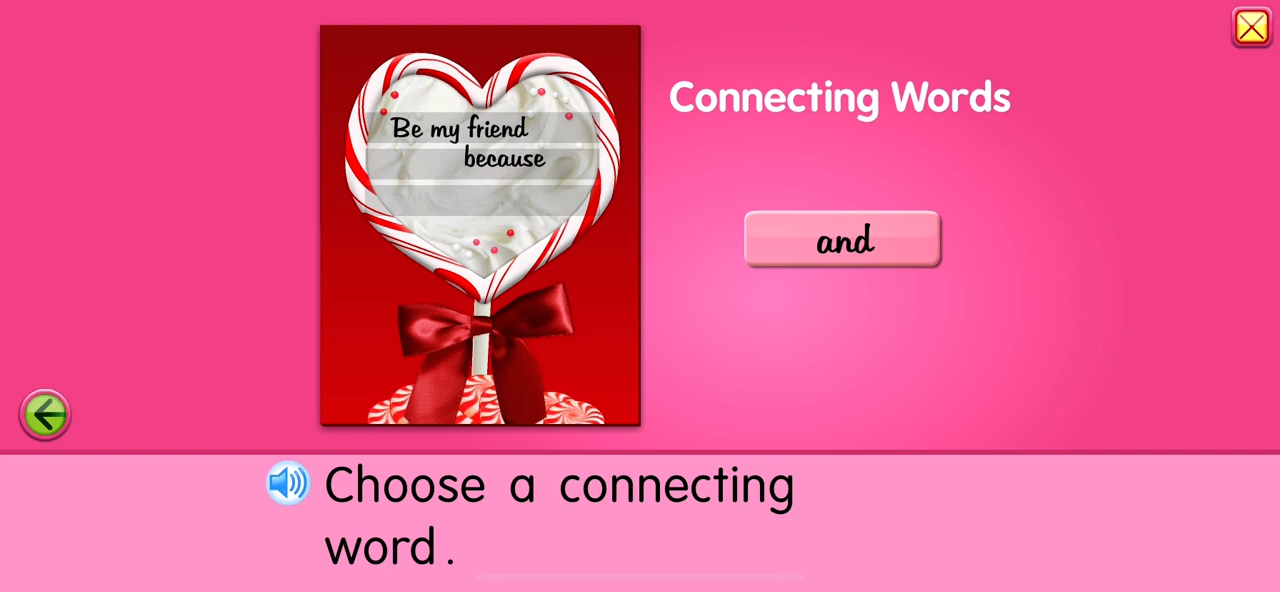 Be my friend
because
Connecting Words
and
Choose a connecting
word.